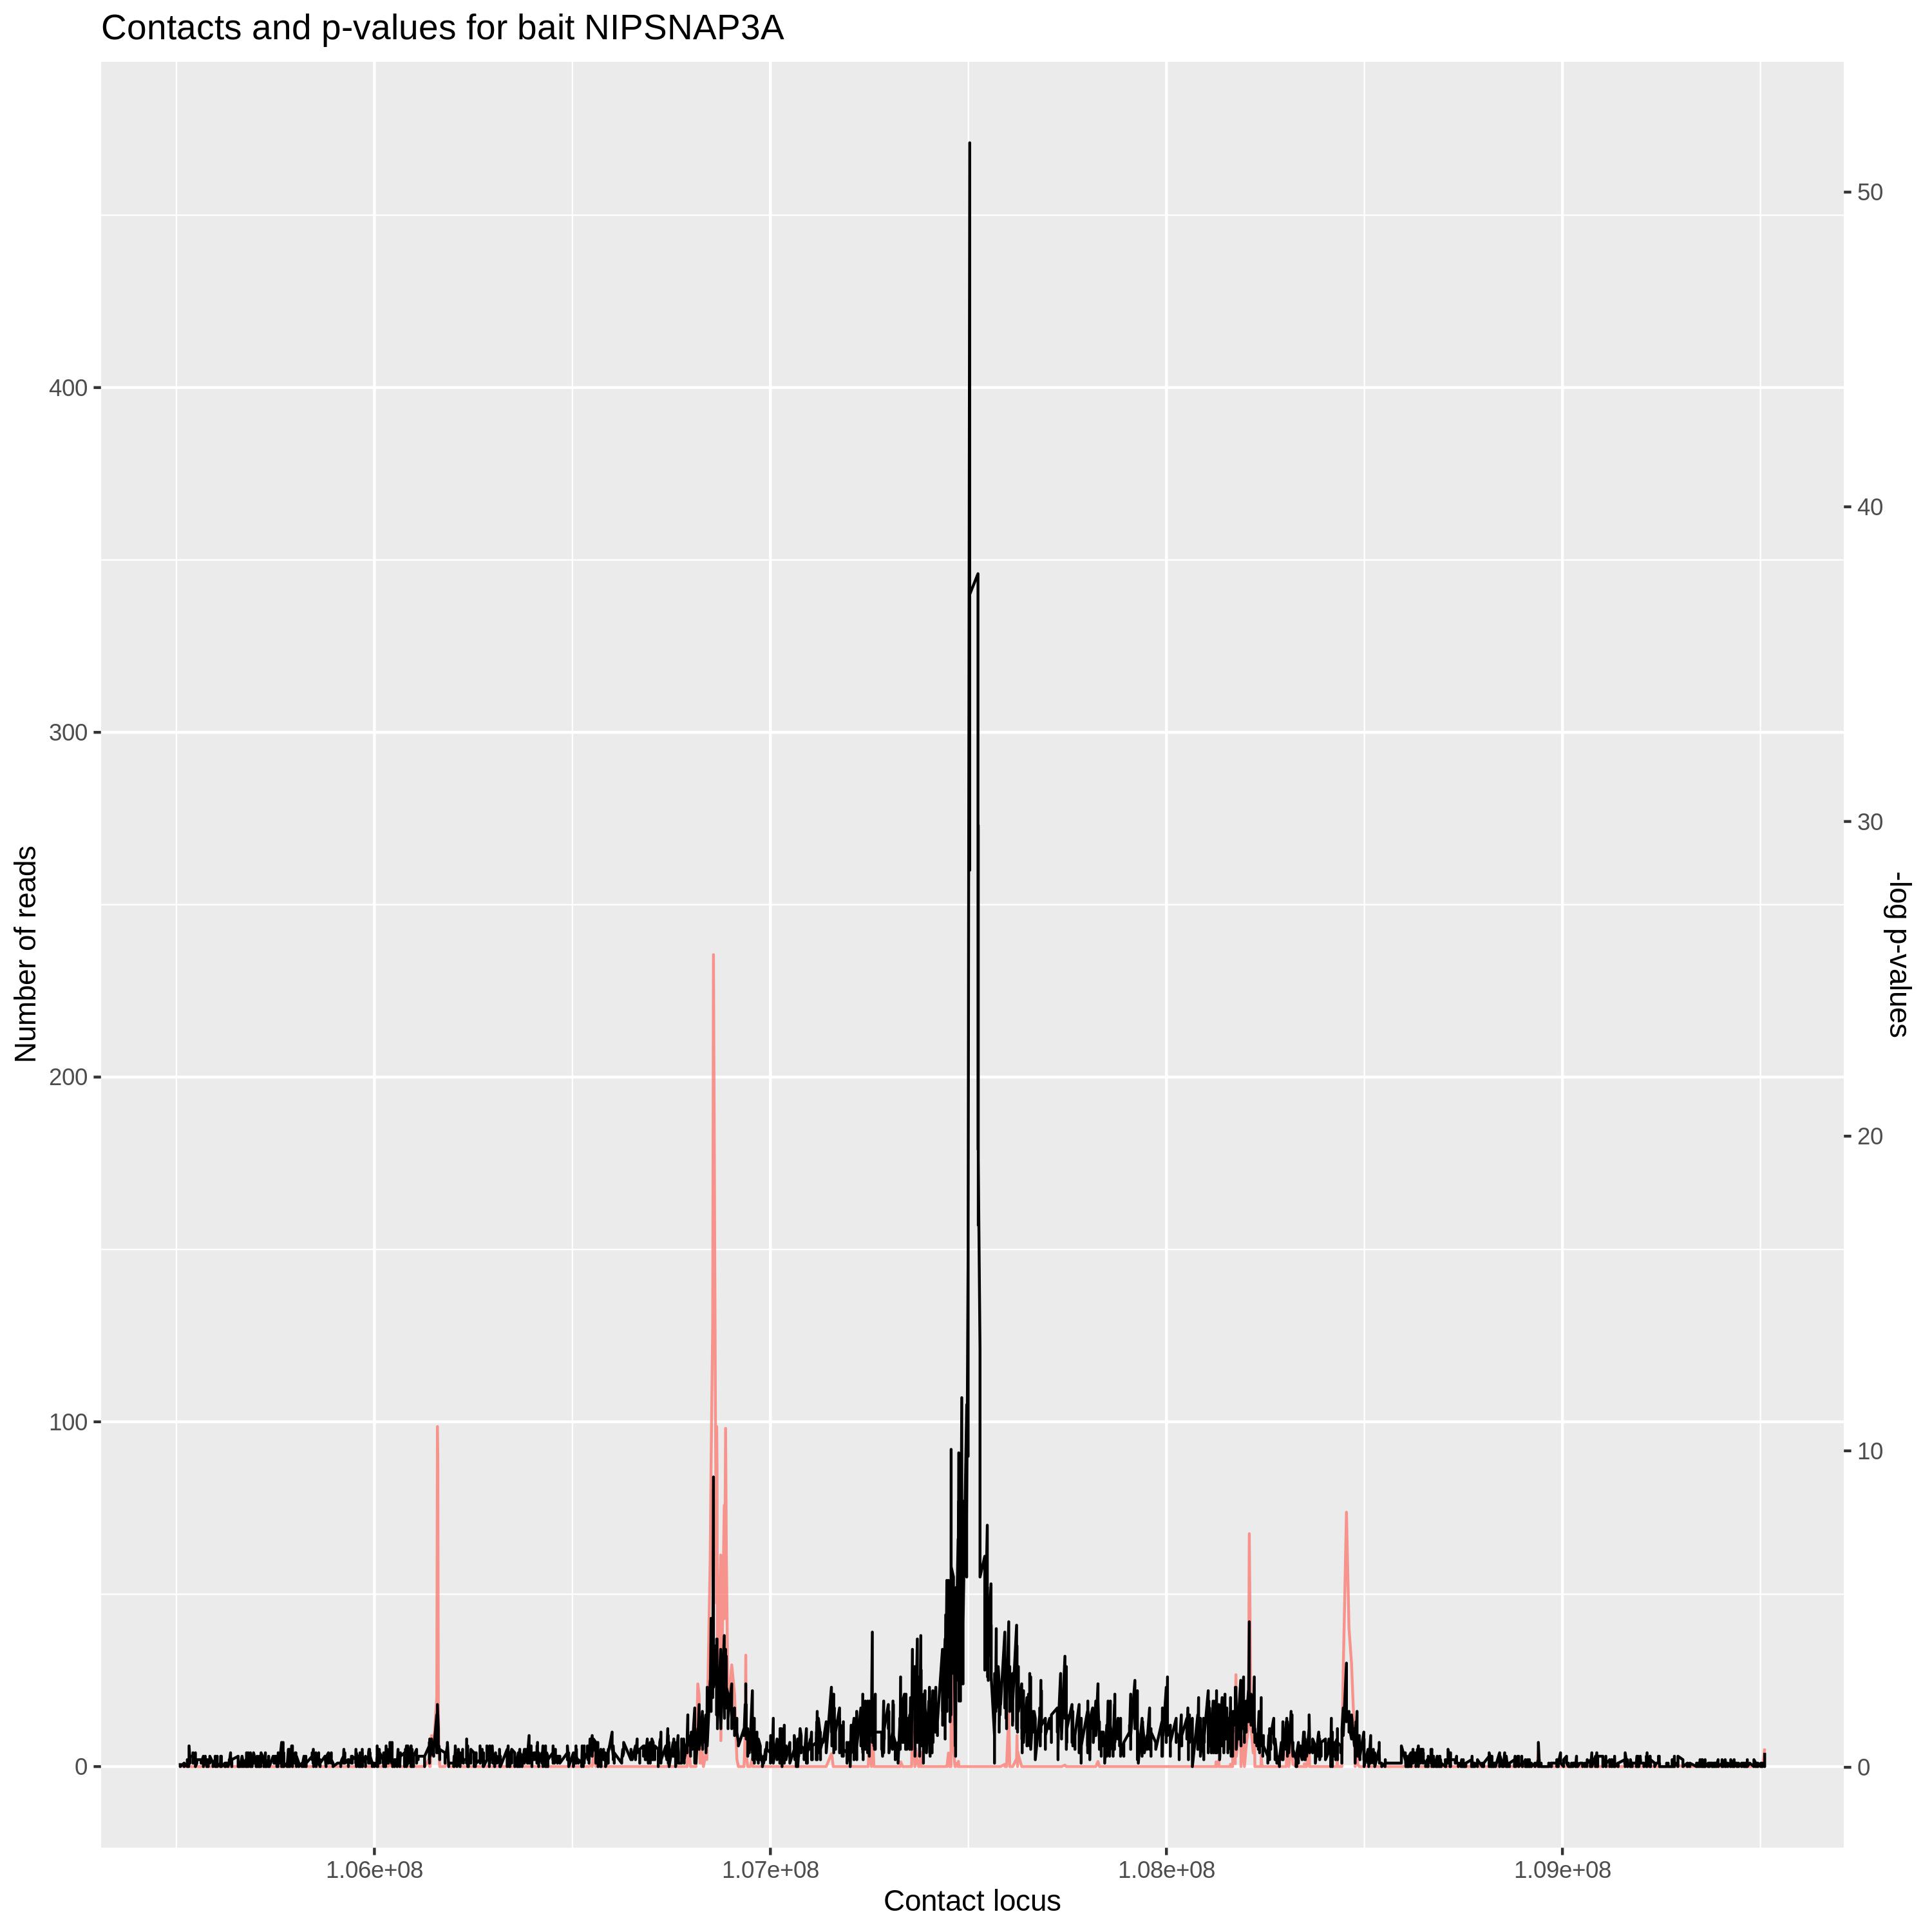 Contacts and p-values for bait NIPSNAP3A
Number of reads
400
300
200
100
0
50
40
30
20
10
0
-log p-values
1.06e+08
1.07e+08
1.08e+08
1.09e+08
Contact locus